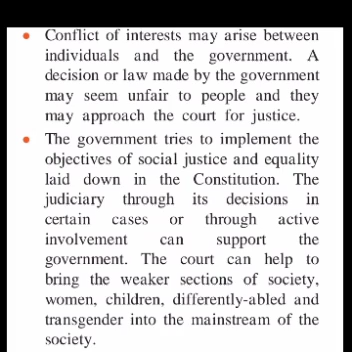 • Conflict of interests may arise between
individuals and the government. A
decision or law made by the government
may seem unfair to people and they
may approach the court for justice.
• The government tries to implement the
objectives of social justice and equality
laid down in the Constitution. The
judiciary through its decisions in
certain cases or through active
involvement can support the
government. The court can help to
bring the weaker sections of society,
women, children, differently-abled and
transgender into the mainstream of the
society.